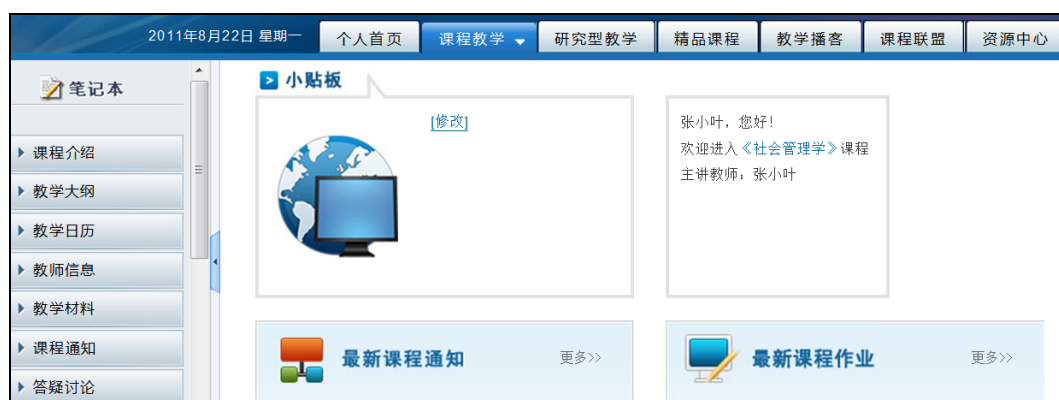 2011年8月22日 星期一 个人首页 课程教学 研究型教学 精品课程 教学播客 课程联盟 资源中心
笔记本
课程介绍
教学大纲
教学日历
教师信息
教学材料
课程通知
答疑讨论
小贴板
[修改]
张小叶，您好！
欢迎进入《社会管理学》课程
主讲教师：张小叶
最新课程通知 更多>>
最新课程作业 更多>>